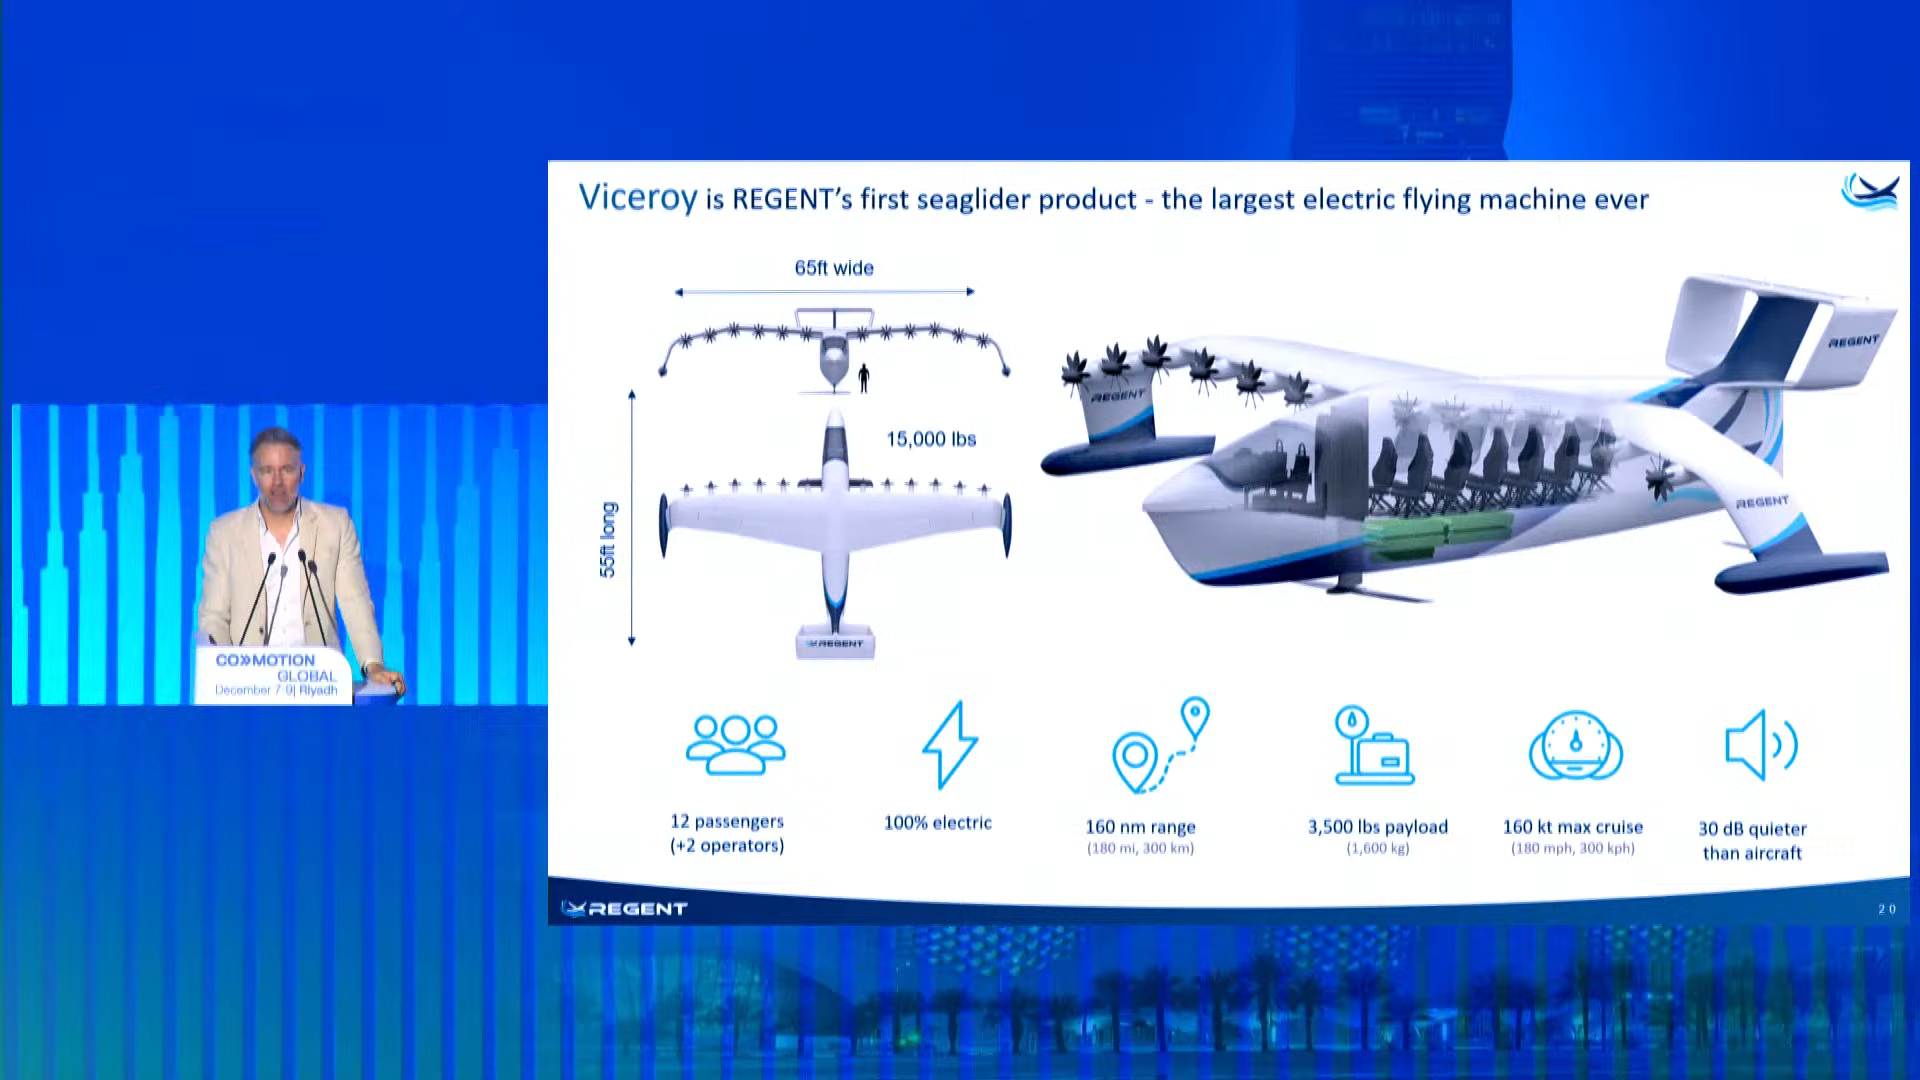 Viceroy is REGENT's first seaglider product - the largest electric flying machine ever
65ft wide
15,000 lbs
55ft long
REGENT
REGENT
REGENT
REGENT
12 passengers
(+2 operators)
100% electric
160 nm range
(180 mi, 300 km)
3,500 lbs payload
(1,600 kg)
160 kt max cruise
(180 mph, 300 kph)
30 dB quieter
than aircraft
REGENT
20
CO»MOTION
GLOBAL
December 7-9| Riyadh